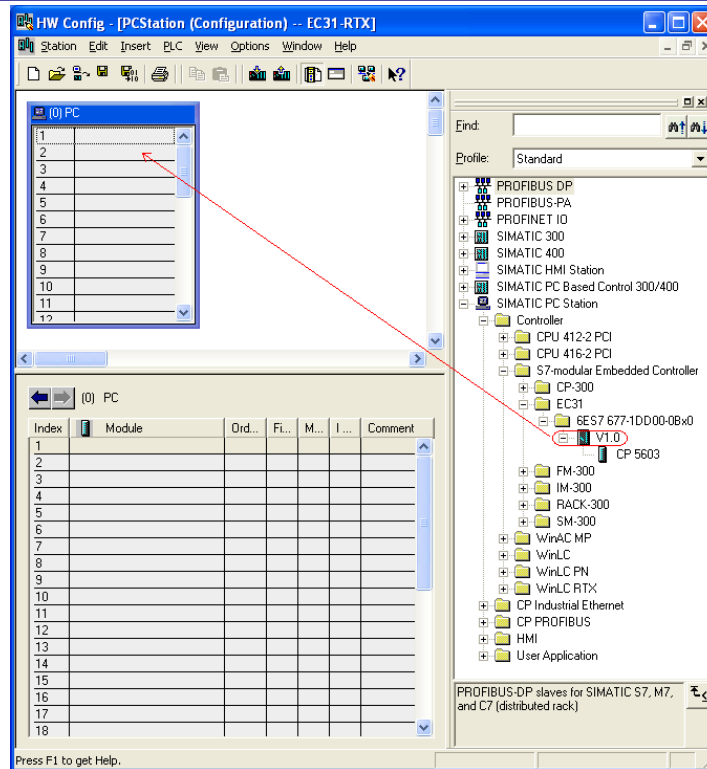 HW Config - [PCStation (Configuration) -- EC31-RTX]
Station Edit Insert PLC View Options Window Help
(0) PC
1
2
3
4
5
6
7
8
9
10
11
12
Find:
Profile: Standard
PROFIBUS DP
PROFIBUS-PA
PROFINET IO
SIMATIC 300
SIMATIC 400
SIMATIC HMI Station
SIMATIC PC Based Control 300/400
SIMATIC PC Station
Controller
CPU 412-2 PCI
CPU 416-2 PCI
S7-modular Embedded Controller
CP-300
EC31
6ES7 677-1DD00-0Bx0
V1.0
CP 5603
FM-300
IM-300
RACK-300
SM-300
WinAC MP
WinLC
WinLC PN
WinLC RTX
CP Industrial Ethernet
CP PROFIBUS
HMI
User Application
PROFIBUS-DP slaves for SIMATIC S7, M7,
and C7 (distributed rack)
(0) PC
Index Module Ord... Fi... M... I ... Comment
1
2
3
4
5
6
7
8
9
10
11
12
13
14
15
16
17
18
Press F1 to get Help.